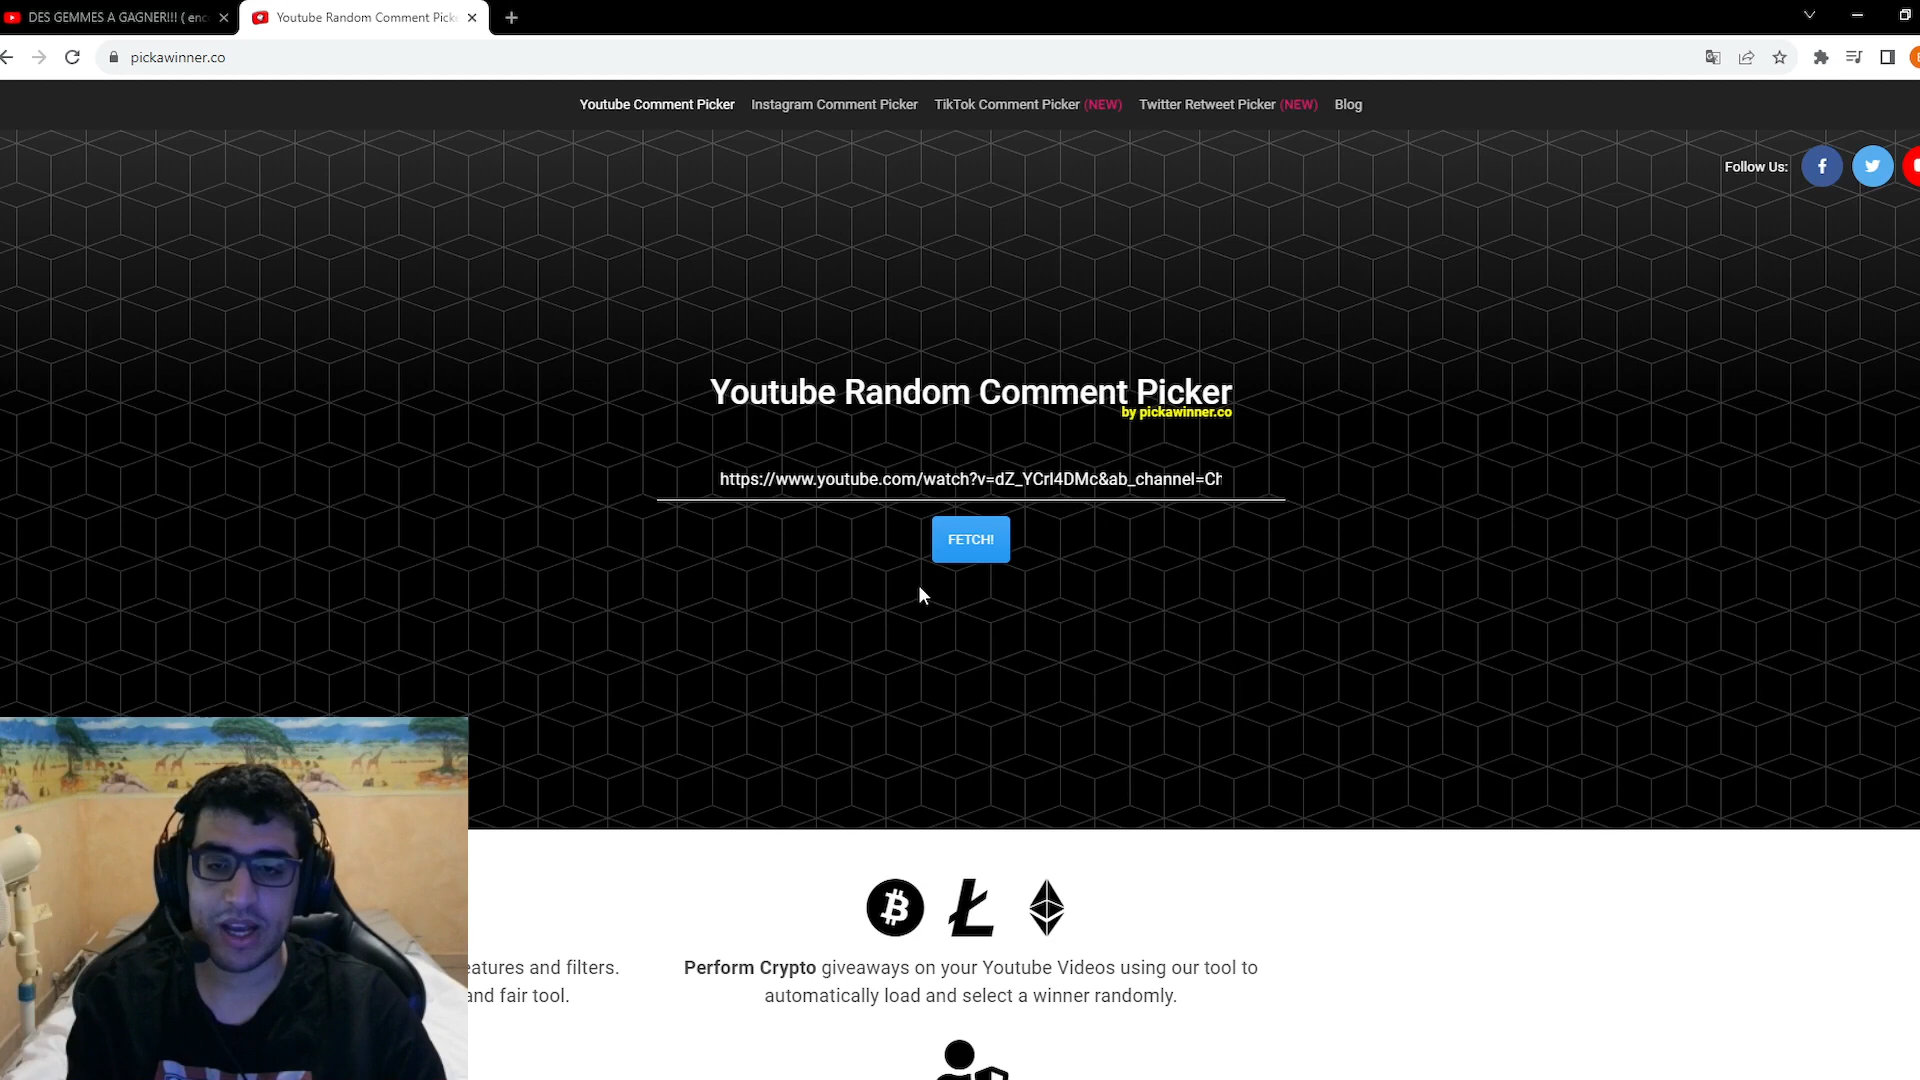 DES GEMMES A GAGNER!!! ( enc
Youtube Random Comment Pick
pickawinner.co
Youtube Comment Picker Instagram Comment Picker TikTok Comment Picker (NEW) Twitter Retweet Picker (NEW) Blog
Follow Us:
Youtube Random Comment Picker
by pickawinner.co
https://www.youtube.com/watch?v=dZ_YCrI4DMc&ab_channel=Ch
FETCH!
eatures and filters.
and fair tool.
Perform Crypto giveaways on your Youtube Videos using our tool to
automatically load and select a winner randomly.